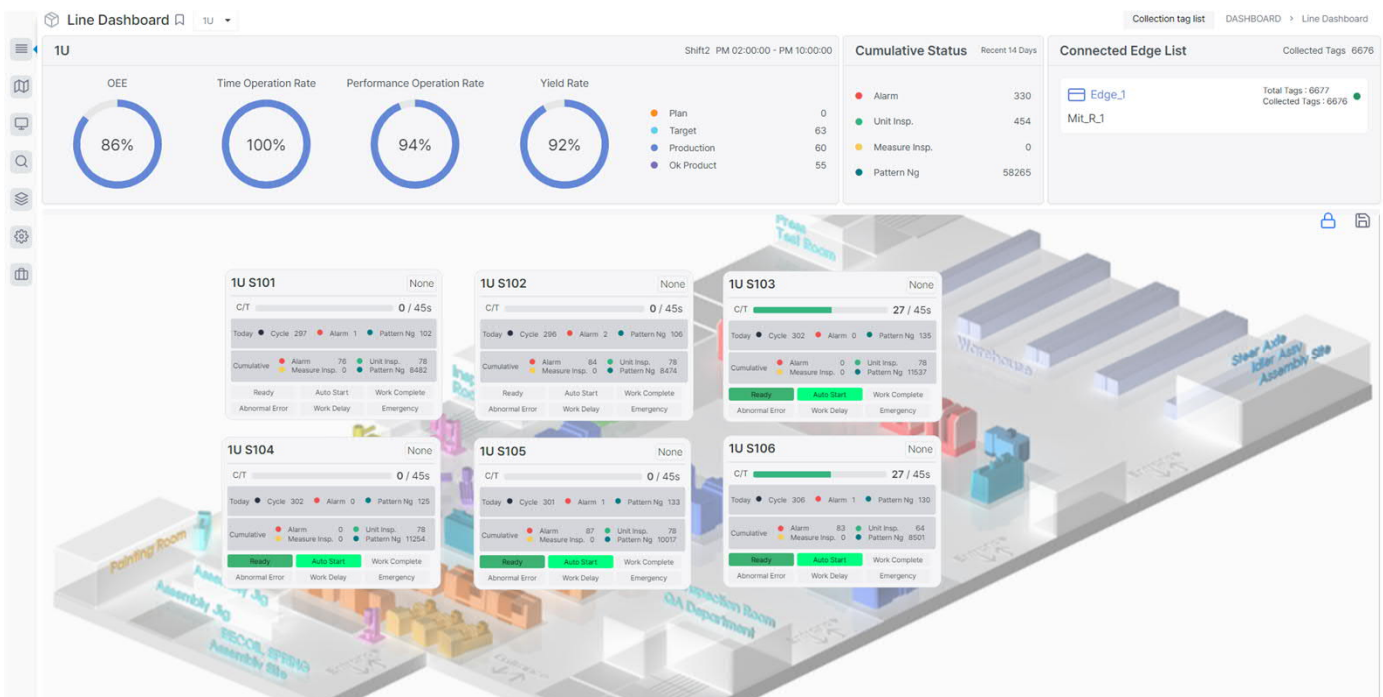 Line Dashboard 1U
Collection tag list DASHBOARD > Line Dashboard
1U Shift2 PM 02:00:00 - PM 10:00:00
OEE Time Operation Rate Performance Operation Rate Yield Rate
86% 100% 94% 92%
Plan 0
Target 63
Production 60
Ok Product 55
Cumulative Status Recent 14 Days
Alarm 330
Unit Insp. 454
Measure Insp. 0
Pattern Ng 58265
Connected Edge List Collected Tags 6676
Edge_1
Total Tags : 6677
Collected Tags : 6676
Mit_R_1
Press
Test Room
1U S101 None
C/T 0 / 45s
Today Cycle 297 Alarm 1 Pattern Ng 102
Cumulative Alarm 76 Unit Insp. 78
Measure Insp. 0 Pattern Ng 8482
Ready Auto Start Work Complete
Abnormal Error Work Delay Emergency
1U S102 None
C/T 0 / 45s
Today Cycle 296 Alarm 2 Pattern Ng 106
Cumulative Alarm 84 Unit Insp. 78
Measure Insp. 0 Pattern Ng 8474
Ready Auto Start Work Complete
Abnormal Error Work Delay Emergency
1U S103 None
C/T 27 / 45s
Today Cycle 302 Alarm 0 Pattern Ng 135
Cumulative Alarm 0 Unit Insp. 78
Measure Insp. 0 Pattern Ng 11537
Ready Auto Start Work Complete
Abnormal Error Work Delay Emergency
Warehouse
Steer Axle
Idler Assy
Assembly Site
1U S104 None
C/T 0 / 45s
Today Cycle 302 Alarm 0 Pattern Ng 125
Cumulative Alarm 0 Unit Insp. 78
Measure Insp. 0 Pattern Ng 11254
Ready Auto Start Work Complete
Abnormal Error Work Delay Emergency
1U S105 None
C/T 0 / 45s
Today Cycle 301 Alarm 1 Pattern Ng 133
Cumulative Alarm 87 Unit Insp. 78
Measure Insp. 0 Pattern Ng 10017
Ready Auto Start Work Complete
Abnormal Error Work Delay Emergency
1U S106 None
C/T 27 / 45s
Today Cycle 306 Alarm 1 Pattern Ng 130
Cumulative Alarm 83 Unit Insp. 64
Measure Insp. 0 Pattern Ng 8501
Ready Auto Start Work Complete
Abnormal Error Work Delay Emergency
Painting Room
Assembly Jig
RECOIL SPRING
Assembly Site
QA Department
Entrance